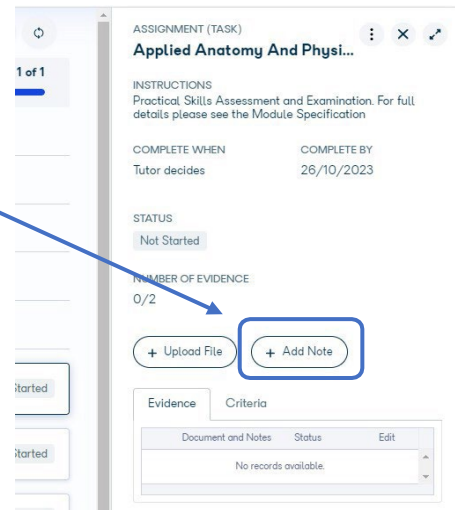 1 of 1
Started
Started
ASSIGNMENT (TASK)
Applied Anatomy And Physi...
INSTRUCTIONS
Practical Skills Assessment and Examination. For full
details please see the Module Specification
COMPLETE WHEN COMPLETE BY
Tutor decides 26/10/2023
STATUS
Not Started
NUMBER OF EVIDENCE
0/2
+ Upload File + Add Note
Evidence Criteria
Document and Notes Status Edit
No records available.